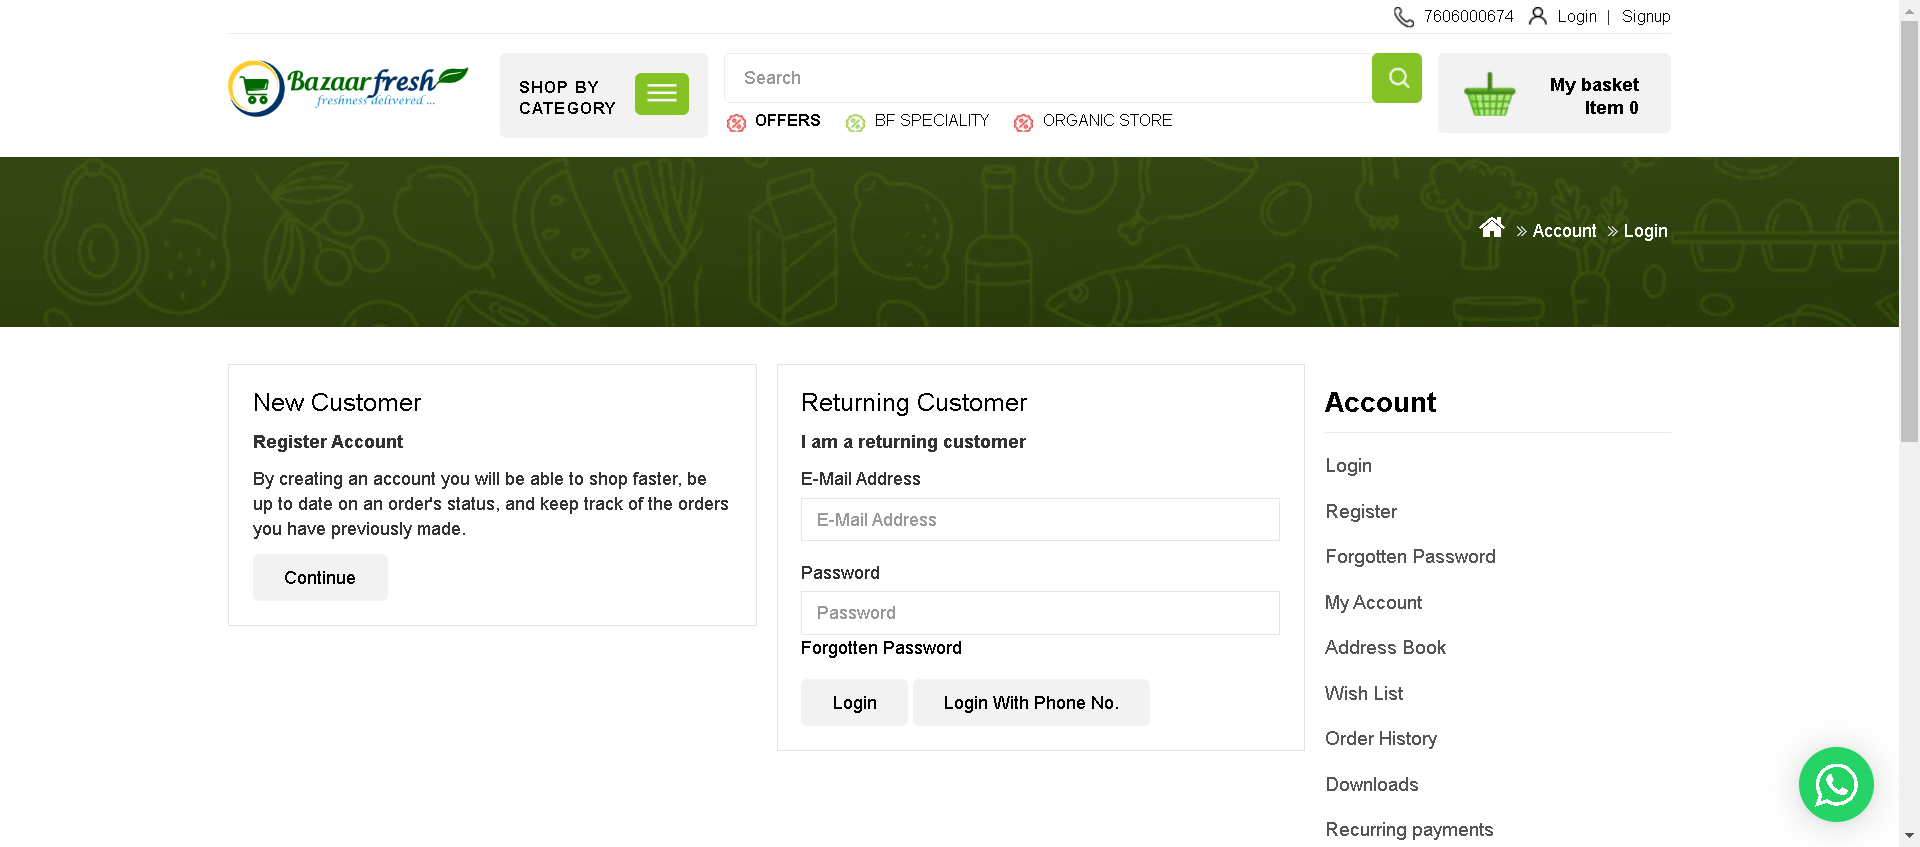 7606000674 Login | Signup
Bazaarfresh
freshness delivered ...
SHOP BY
CATEGORY
Search
My basket
Item 0
OFFERS BF SPECIALITY ORGANIC STORE
» Account » Login
New Customer
Register Account
By creating an account you will be able to shop faster, be
up to date on an order's status, and keep track of the orders
you have previously made.
Continue
Returning Customer
I am a returning customer
E-Mail Address
E-Mail Address
Password
Password
Forgotten Password
Login Login With Phone No.
Account
Login
Register
Forgotten Password
My Account
Address Book
Wish List
Order History
Downloads
Recurring payments